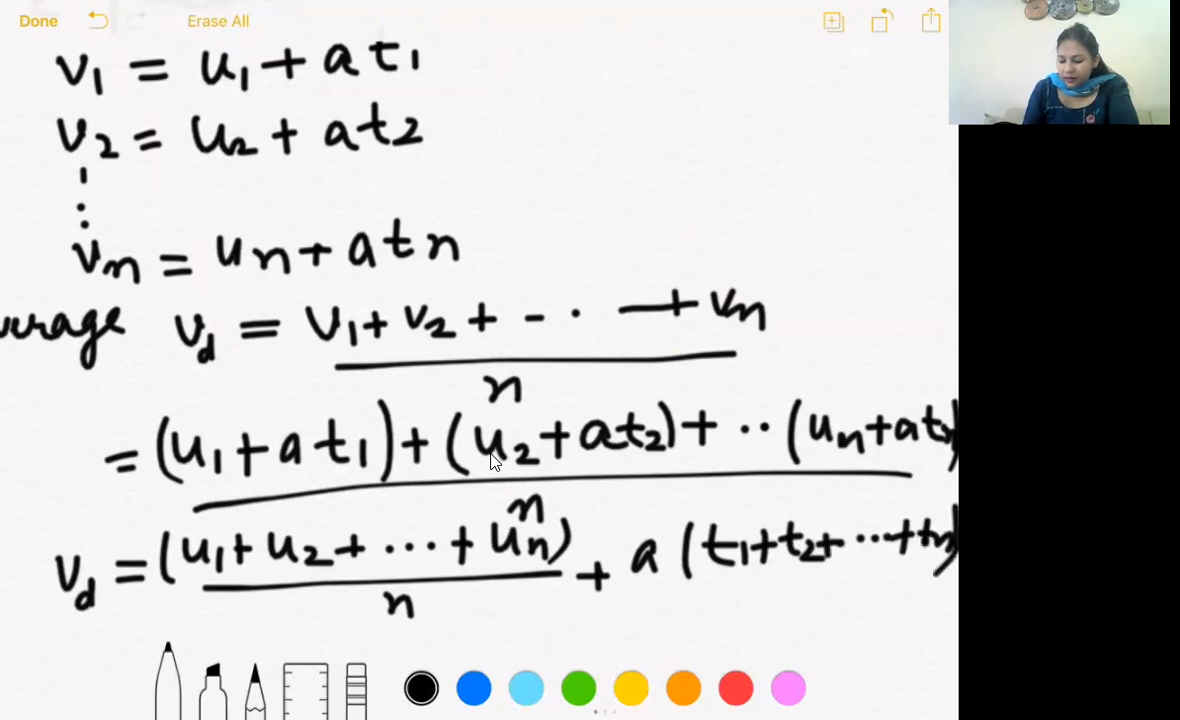 Done Erase All
v1 = u1 + at1
v2 = u2 + at2
vn = un + atn
verage vd = v1 + v2 + - . . — + vn
n
= (u1 + at1) + (u2 + at2) + .. (un + atn)
n
vd = (u1 + u2 + ... + un) + a (t1 + t2 + ... + tn)
n